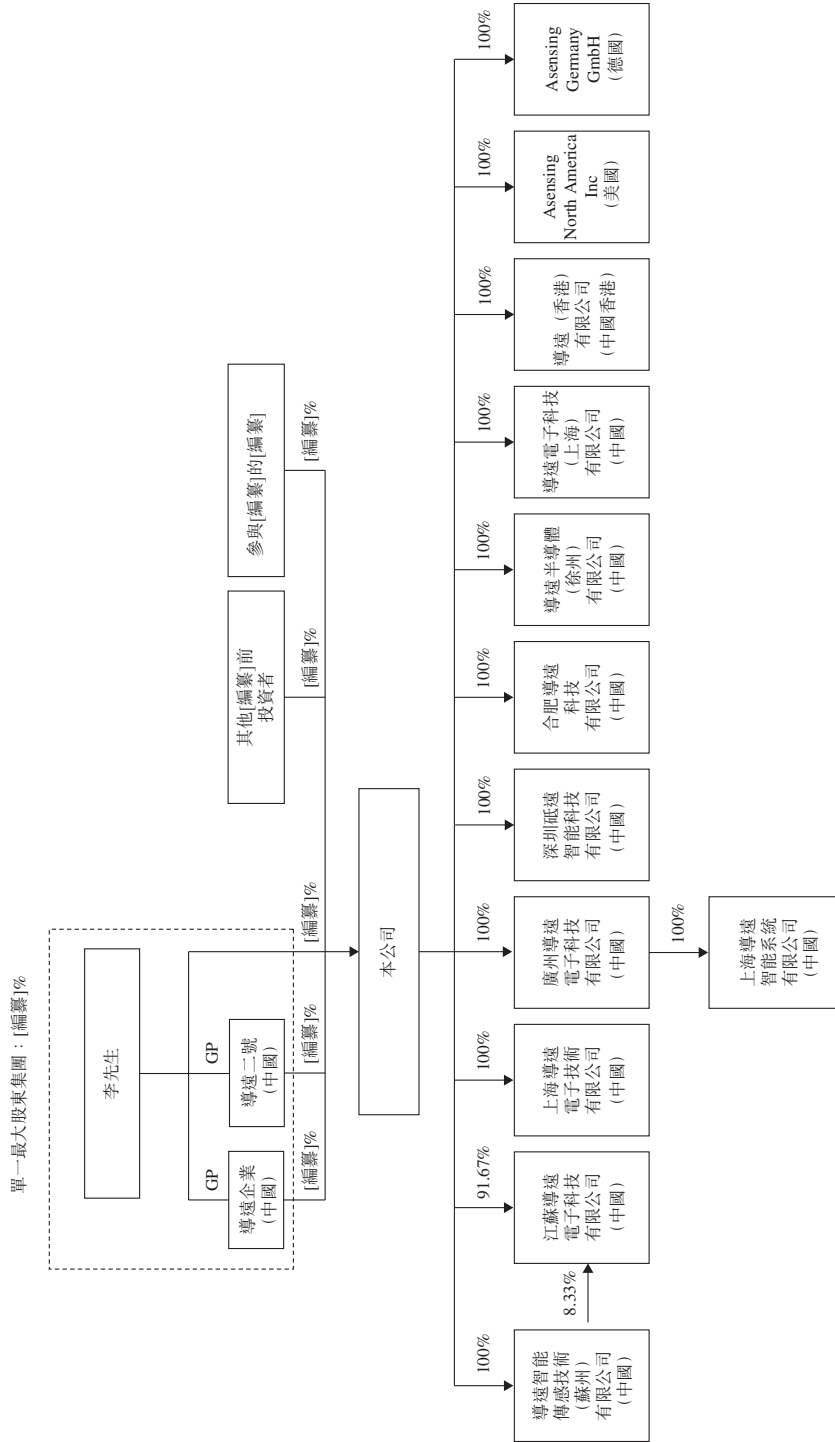 單一最大股東集團：[編纂]%
李先生
GP
GP
導遠企業
（中國）
導遠二號
（中國）
其他[編纂]前
投資者
參與[編纂]的[編纂]
[編纂]%
[編纂]%
[編纂]%
[編纂]%
[編纂]%
本公司
100%
91.67%
100%
100%
100%
100%
100%
100%
100%
100%
100%
導遠智能
傳感技術
（蘇州）
有限公司
（中國）
8.33%
江蘇導遠
電子科技
有限公司
（中國）
上海導遠
電子技術
有限公司
（中國）
廣州導遠
電子科技
有限公司
（中國）
深圳砥遠
智能科技
有限公司
（中國）
合肥導遠
科技
有限公司
（中國）
導遠半導體
（徐州）
有限公司
（中國）
導遠電子科技
（上海）
有限公司
（中國）
導遠（香港）
有限公司
（中國香港）
Asensing
North America
Inc
（美國）
Asensing
Germany
GmbH
（德國）
100%
上海導遠
智能系統
有限公司
（中國）